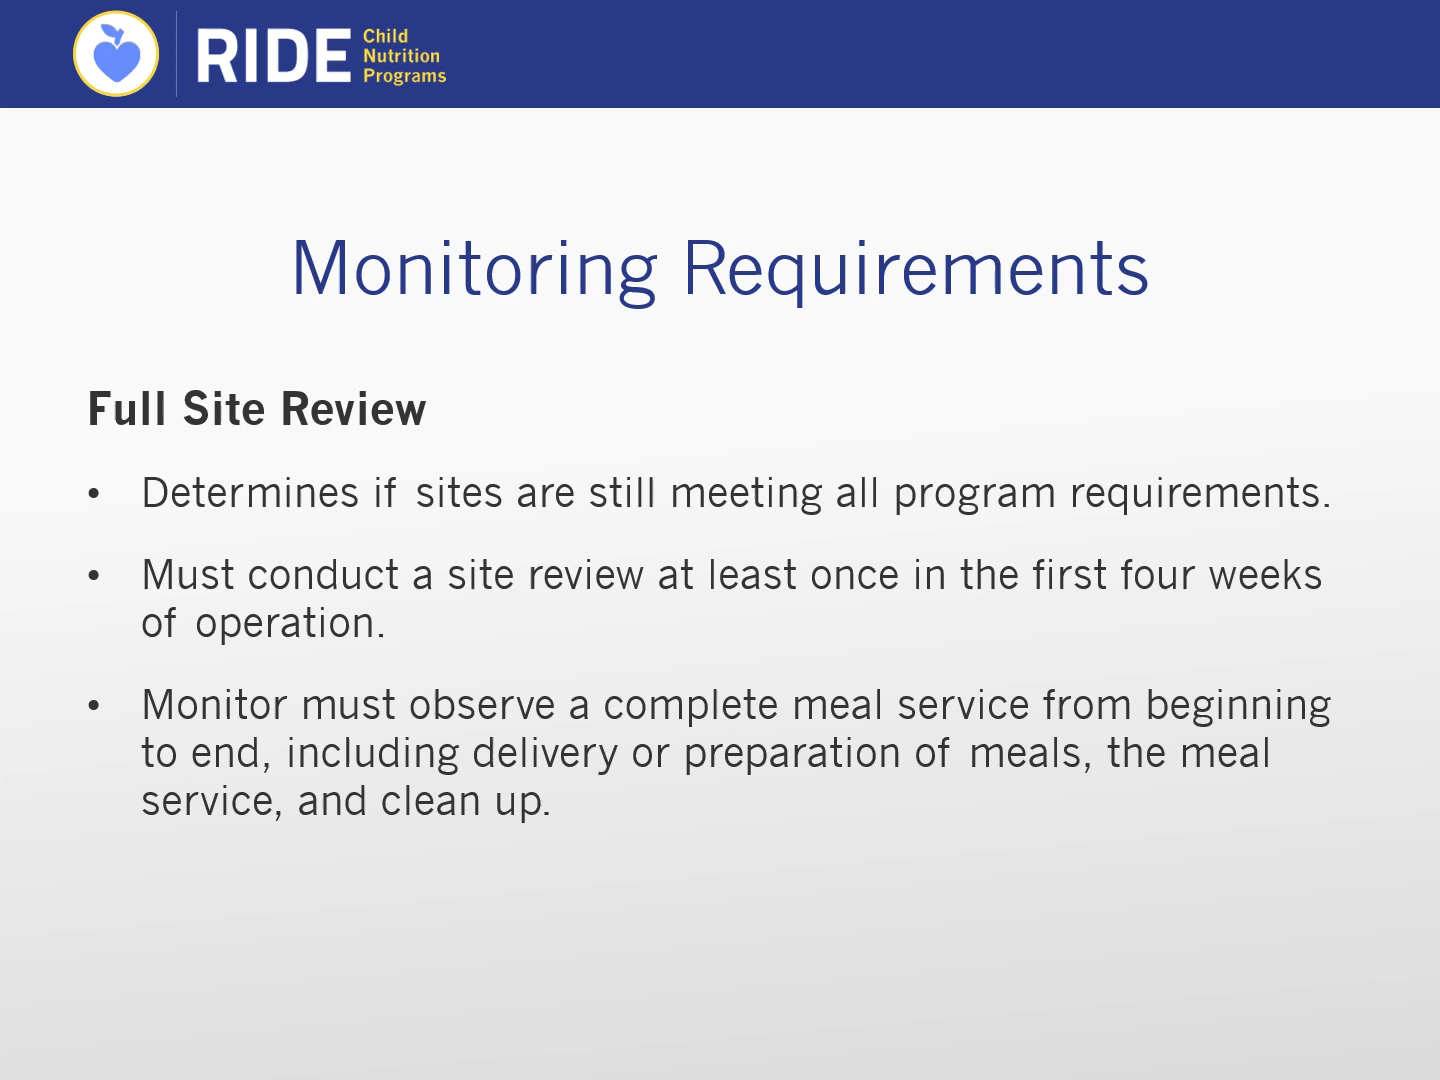 RIDE
Child
Nutrition
Programs
Monitoring Requirements
Full Site Review
• Determines if sites are still meeting all program requirements.
• Must conduct a site review at least once in the first four weeks
of operation.
• Monitor must observe a complete meal service from beginning
to end, including delivery or preparation of meals, the meal
service, and clean up.